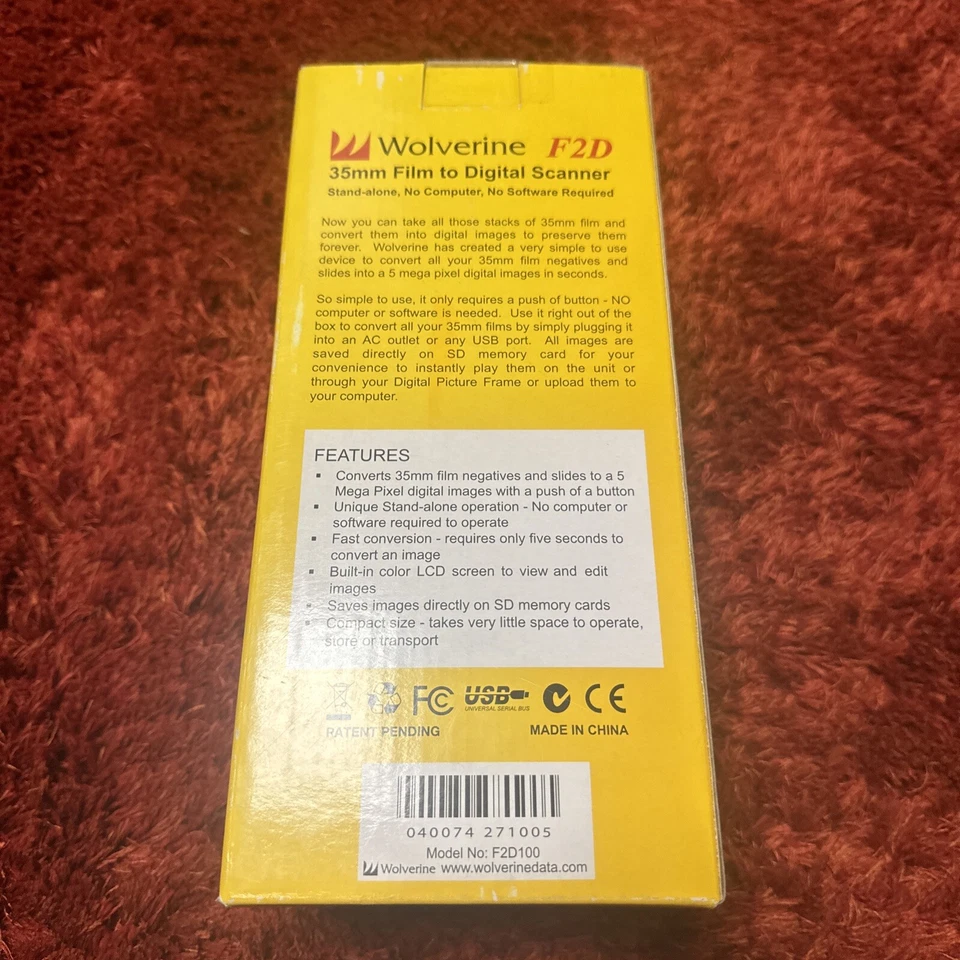 Wolverine F2D
35mm Film to Digital Scanner
Stand-alone, No Computer, No Software Required
Now you can take all those stacks of 35mm film and
convert them into digital images to preserve them
forever. Wolverine has created a very simple to use
device to convert all your 35mm film negatives and
slides into a 5 mega pixel digital images in seconds.
So simple to use, it only requires a push of button - NO
computer or software is needed. Use it right out of the
box to convert all your 35mm films by simply plugging it
into an AC outlet or any USB port. All images are
saved directly on SD memory card for your
convenience to instantly play them on the unit or
through your Digital Picture Frame or upload them to
your computer.
FEATURES
▪ Converts 35mm film negatives and slides to a 5
Mega Pixel digital images with a push of a button
▪ Unique Stand-alone operation - No computer or
software required to operate
▪ Fast conversion - requires only five seconds to
convert an image
▪ Built-in color LCD screen to view and edit
images
▪ Saves images directly on SD memory cards
▪ Compact size - takes very little space to operate,
store or transport
FC USB CE
UNIVERSAL SERIAL BUS
PATENT PENDING MADE IN CHINA
040074 271005
Model No: F2D100
Wolverine www.wolverinedata.com